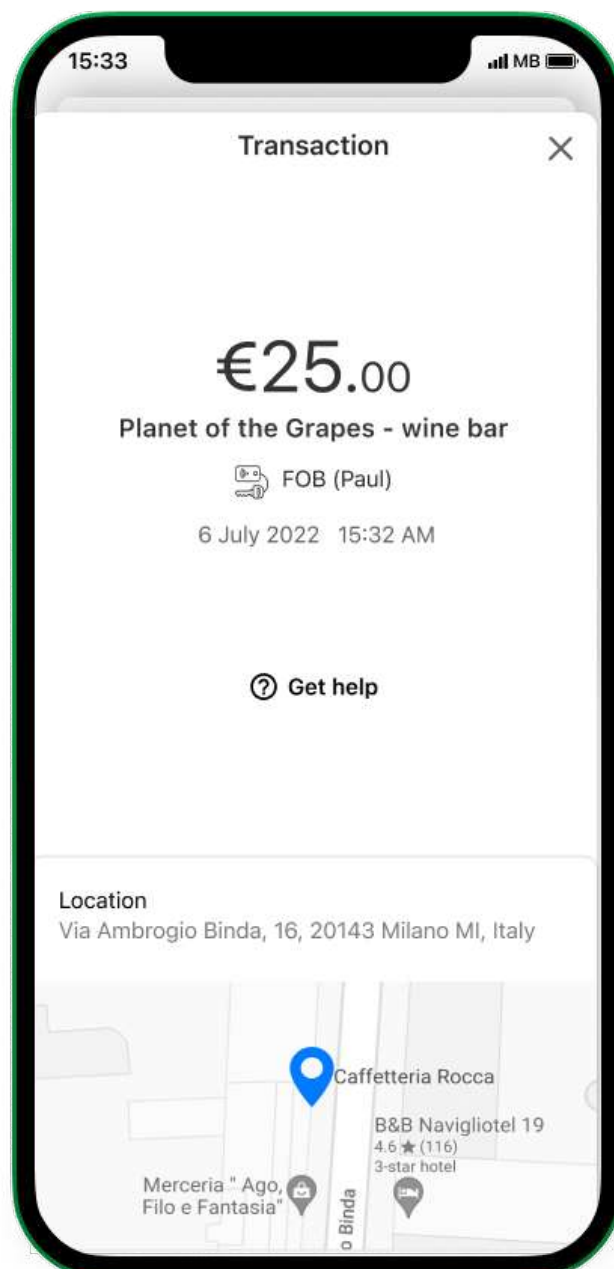 15:33 MB
Transaction
€25.00
Planet of the Grapes - wine bar
FOB (Paul)
6 July 2022 15:32 AM
Get help
Location
Via Ambrogio Binda, 16, 20143 Milano MI, Italy
Caffetteria Rocca
B&B Navigliotel 19
4.6 ★ (116)
3-star hotel
Merceria " Ago,
Filo e Fantasia"
o Binda